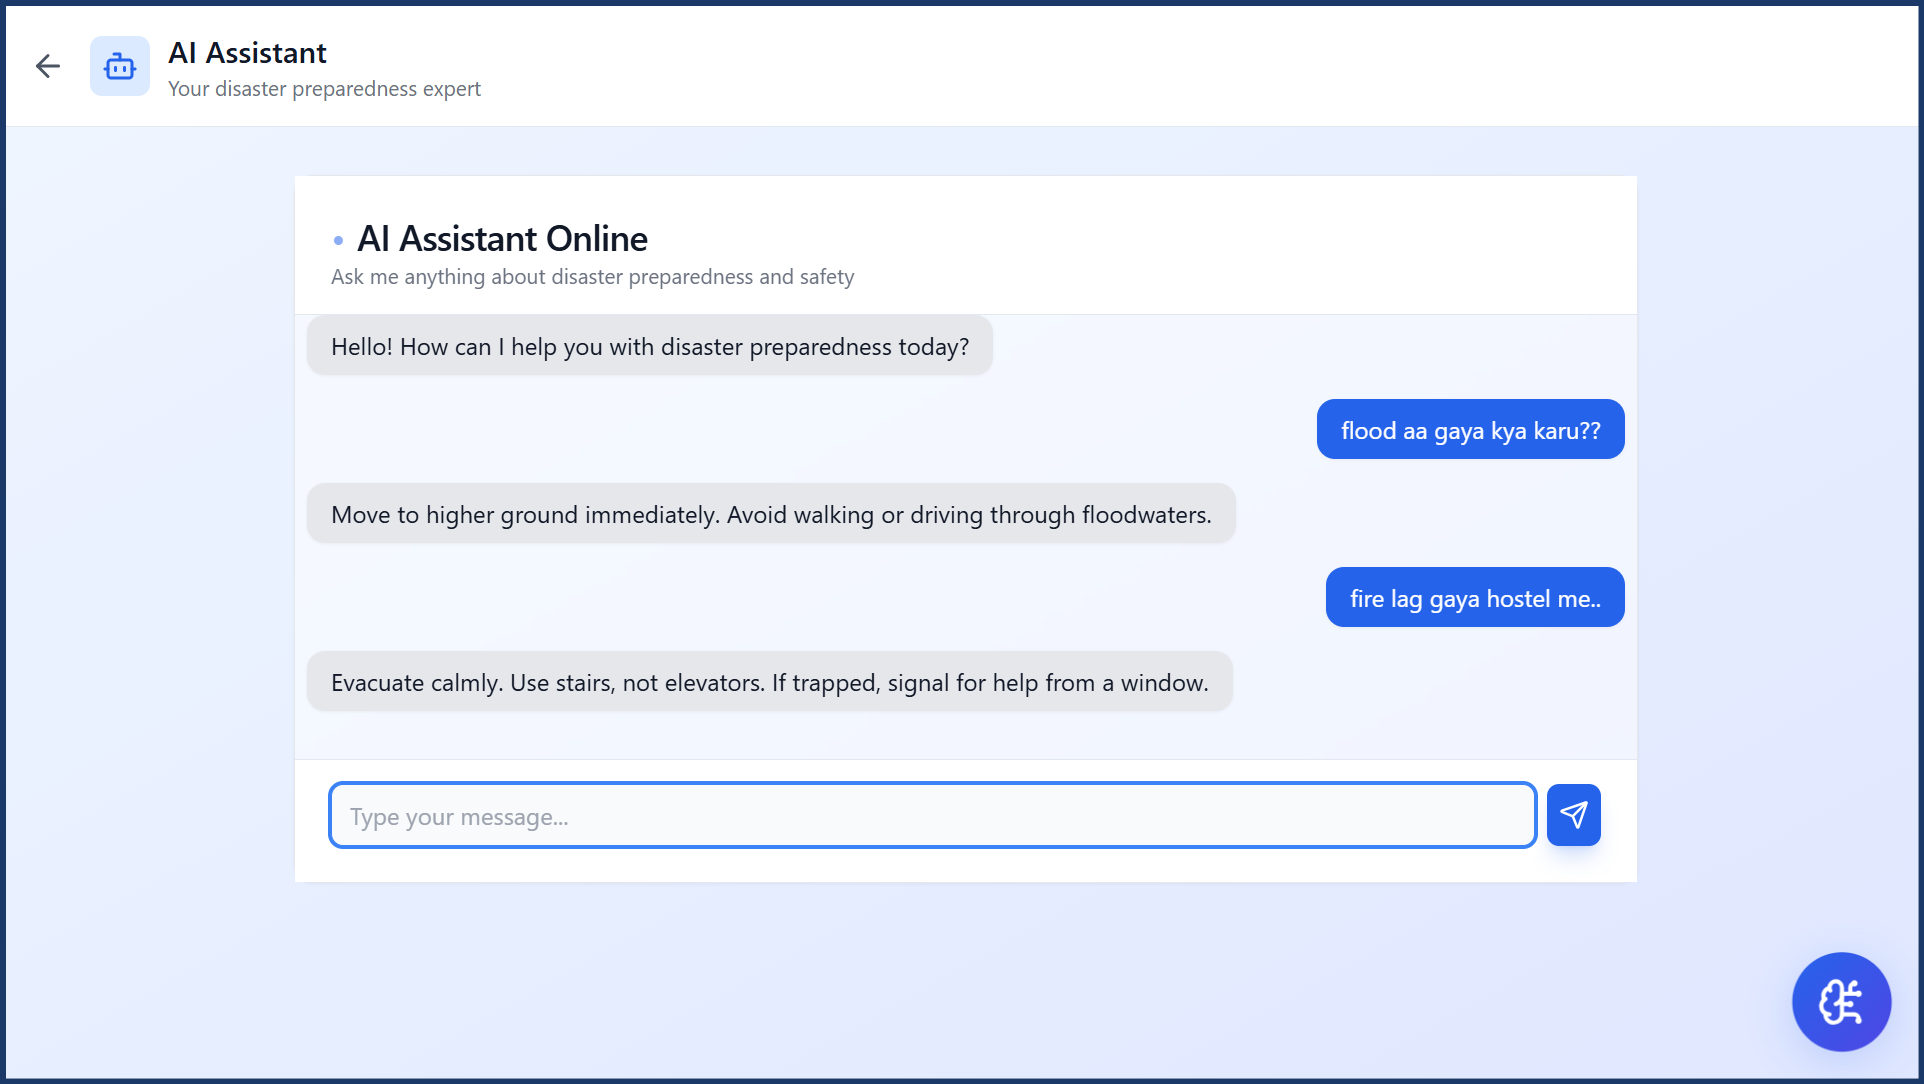 AI Assistant
Your disaster preparedness expert
AI Assistant Online
Ask me anything about disaster preparedness and safety
Hello! How can I help you with disaster preparedness today?
flood aa gaya kya karu??
Move to higher ground immediately. Avoid walking or driving through floodwaters.
fire lag gaya hostel me..
Evacuate calmly. Use stairs, not elevators. If trapped, signal for help from a window.
Type your message...